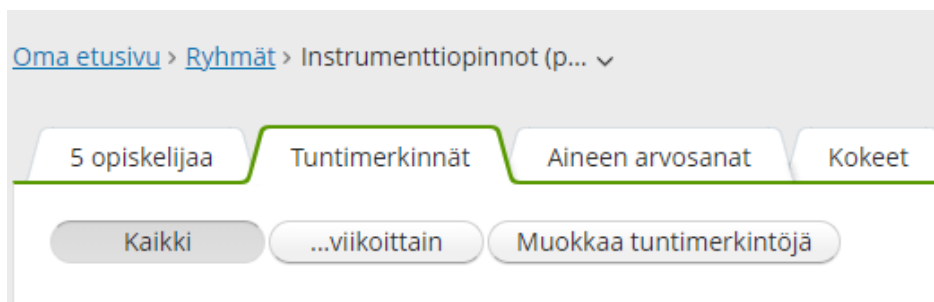 Oma etusivu › Ryhmät › Instrumenttiopinnot (p...
5 opiskelijaa Tuntimerkinnät Aineen arvosanat Kokeet
Kaikki ...viikoittain Muokkaa tuntimerkintöjä